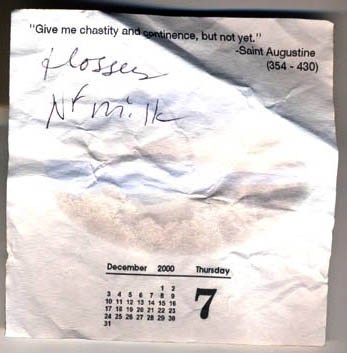 "Give me chastity and continence, but not yet."
-Saint Augustine
(354 - 430)
flossers
Nf milk
December 2000 Thursday
1 2
3 4 5 6 7 8 9
10 11 12 13 14 15 16
17 18 19 20 21 22 23
24 25 26 27 28 29 30
31
7